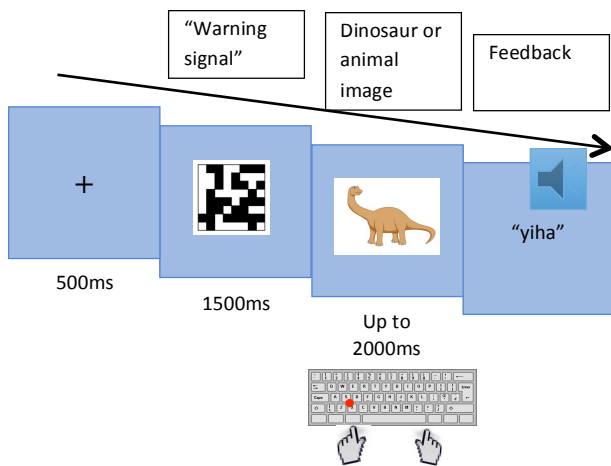 “Warning
signal”
Dinosaur or
animal
image
Feedback
+
“yiha”
500ms
1500ms
Up to
2000ms